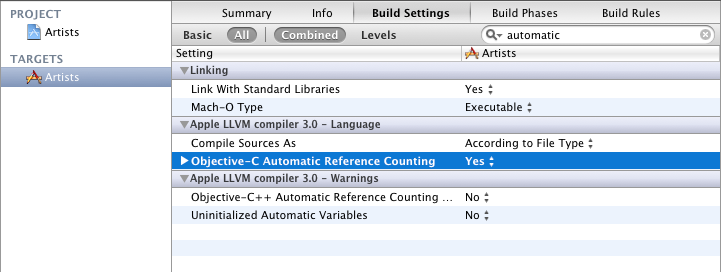 PROJECT
Artists
TARGETS
Artists
Summary Info Build Settings Build Phases Build Rules
Basic All Combined Levels automatic
Setting Artists
Linking
Link With Standard Libraries Yes
Mach-O Type Executable
Apple LLVM compiler 3.0 - Language
Compile Sources As According to File Type
Objective-C Automatic Reference Counting Yes
Apple LLVM compiler 3.0 - Warnings
Objective-C++ Automatic Reference Counting ... No
Uninitialized Automatic Variables No